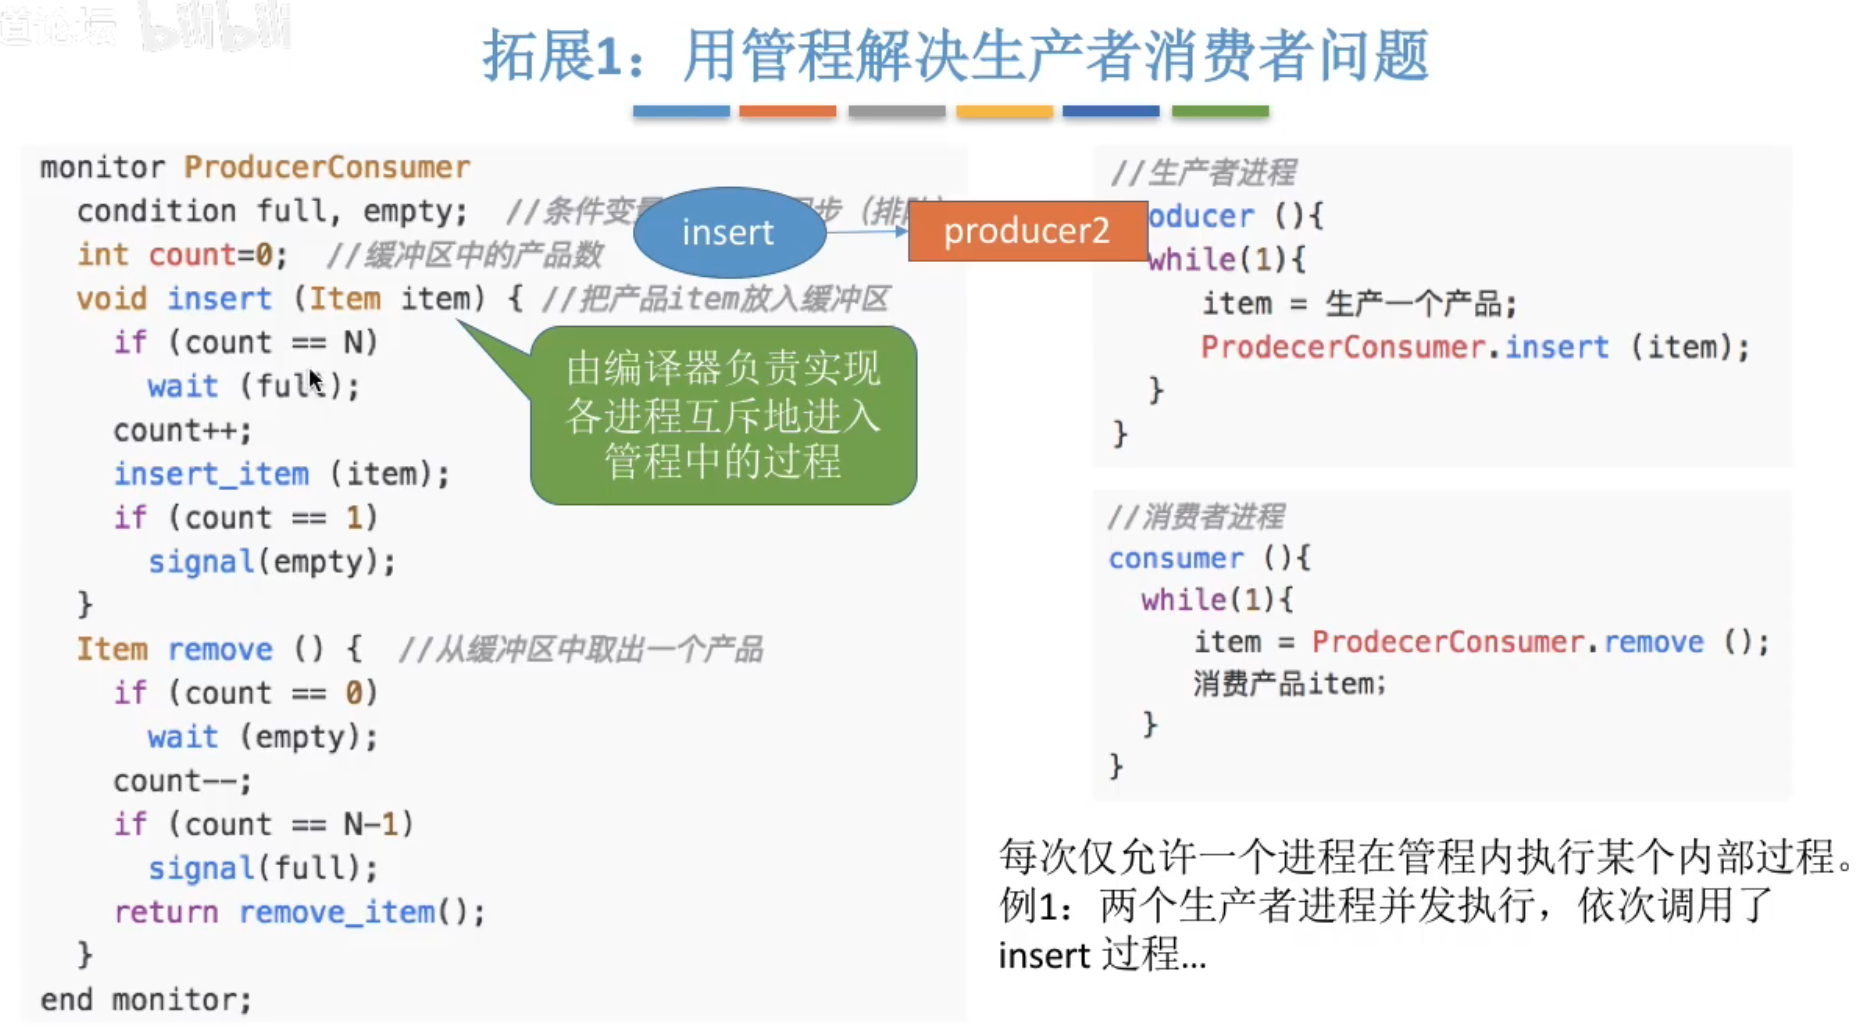 道论坛 bilibili
拓展1：用管程解决生产者消费者问题
monitor ProducerConsumer
condition full, empty; //条件变量 步（排队）
int count=0; //缓冲区中的产品数
void insert (Item item) { //把产品item放入缓冲区
if (count == N)
wait (full);
count++;
insert_item (item);
if (count == 1)
signal(empty);
}
Item remove () { //从缓冲区中取出一个产品
if (count == 0)
wait (empty);
count--;
if (count == N-1)
signal(full);
return remove_item();
}
end monitor;
insert
producer2
由编译器负责实现
各进程互斥地进入
管程中的过程
//生产者进程
oducer (){
while(1){
item = 生产一个产品;
ProdecerConsumer.insert (item);
}
}
//消费者进程
consumer (){
while(1){
item = ProdecerConsumer.remove ();
消费产品item;
}
}
每次仅允许一个进程在管程内执行某个内部过程。
例1：两个生产者进程并发执行，依次调用了
insert 过程...